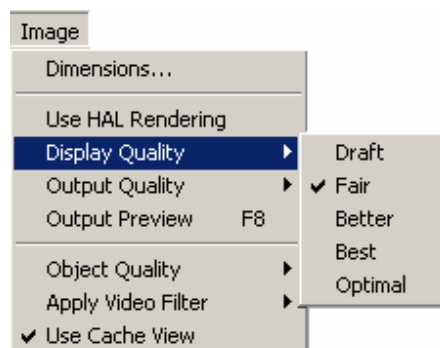 Image
Dimensions...
Use HAL Rendering
Display Quality
Output Quality
Output Preview F8
Object Quality
Apply Video Filter
Use Cache View
Draft
Fair
Better
Best
Optimal